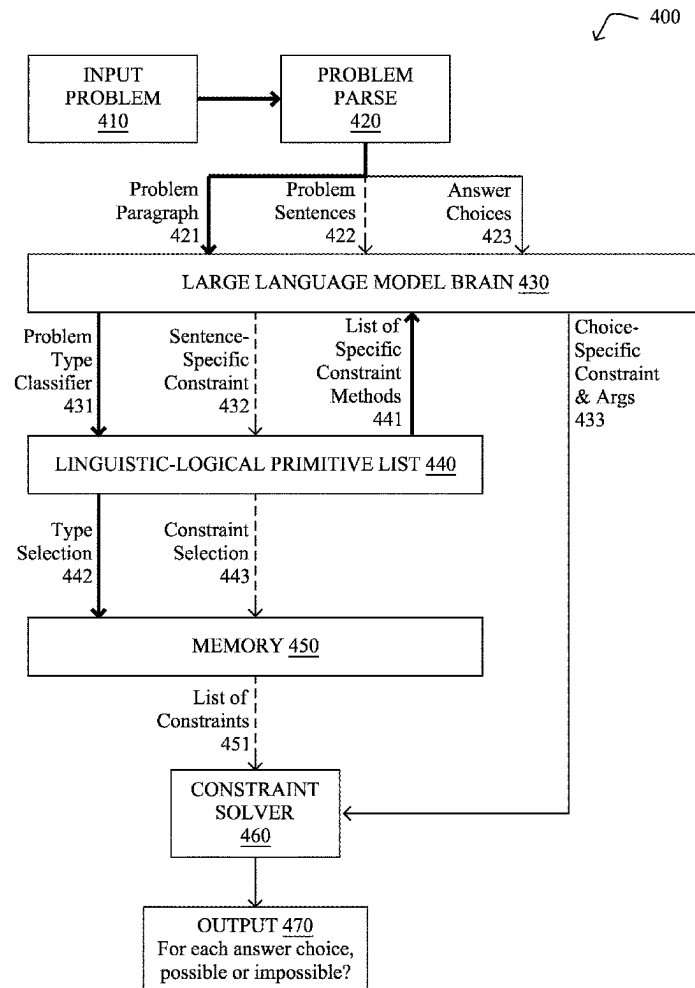 400
INPUT
PROBLEM
410
PROBLEM
PARSE
420
Problem
Paragraph
421
Problem
Sentences
422
Answer
Choices
423
LARGE LANGUAGE MODEL BRAIN 430
Problem
Type
Classifier
431
Sentence-
Specific
Constraint
432
List of
Specific
Constraint
Methods
441
Choice-
Specific
Constraint
& Args
433
LINGUISTIC-LOGICAL PRIMITIVE LIST 440
Type
Selection
442
Constraint
Selection
443
MEMORY 450
List of
Constraints
451
CONSTRAINT
SOLVER
460
OUTPUT 470
For each answer choice,
possible or impossible?